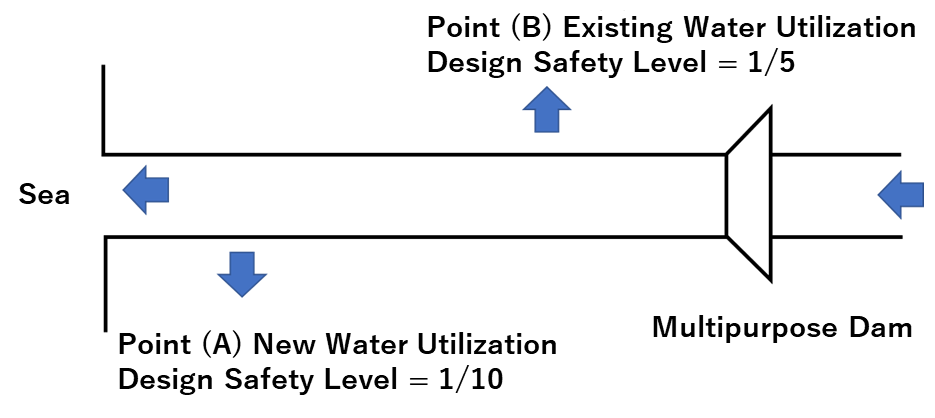 Point (B) Existing Water Utilization
Design Safety Level = 1/5
Sea
Multipurpose Dam
Point (A) New Water Utilization
Design Safety Level = 1/10